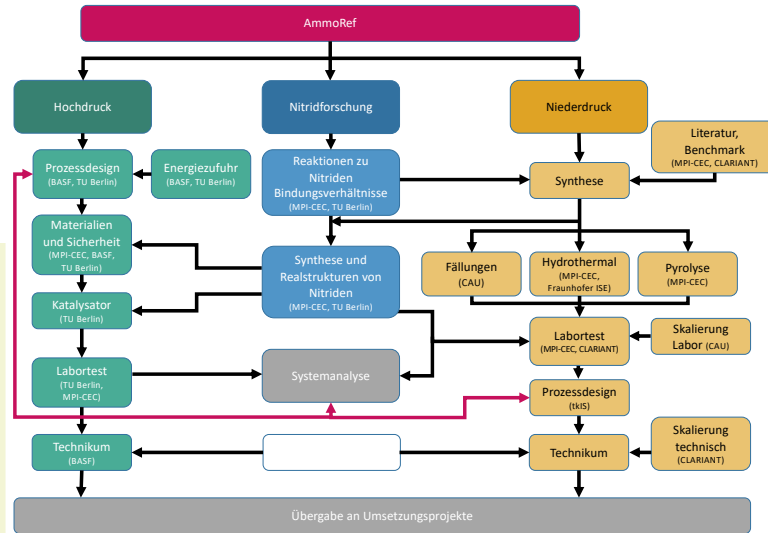 AmmoRef
Hochdruck
Nitridforschung
Niederdruck
Literatur,
Benchmark
(MPI-CEC, CLARIANT)
Prozessdesign
(BASF, TU Berlin)
Energiezufuhr
(BASF, TU Berlin)
Reaktionen zu
Nitriden
Bindungsverhältnisse
(MPI-CEC, TU Berlin)
Synthese
Materialien
und Sicherheit
(MPI-CEC, BASF,
TU Berlin)
Synthese und
Realstrukturen von
Nitriden
(MPI-CEC, TU Berlin)
Fällungen
(CAU)
Hydrothermal
(MPI-CEC,
Fraunhofer ISE)
Pyrolyse
(MPI-CEC)
Katalysator
(TU Berlin)
Labortest
(MPI-CEC, CLARIANT)
Skalierung
Labor (CAU)
Labortest
(TU Berlin,
MPI-CEC)
Systemanalyse
Prozessdesign
(tkIS)
Technikum
(BASF)
Technikum
Skalierung
technisch
(CLARIANT)
Übergabe an Umsetzungsprojekte